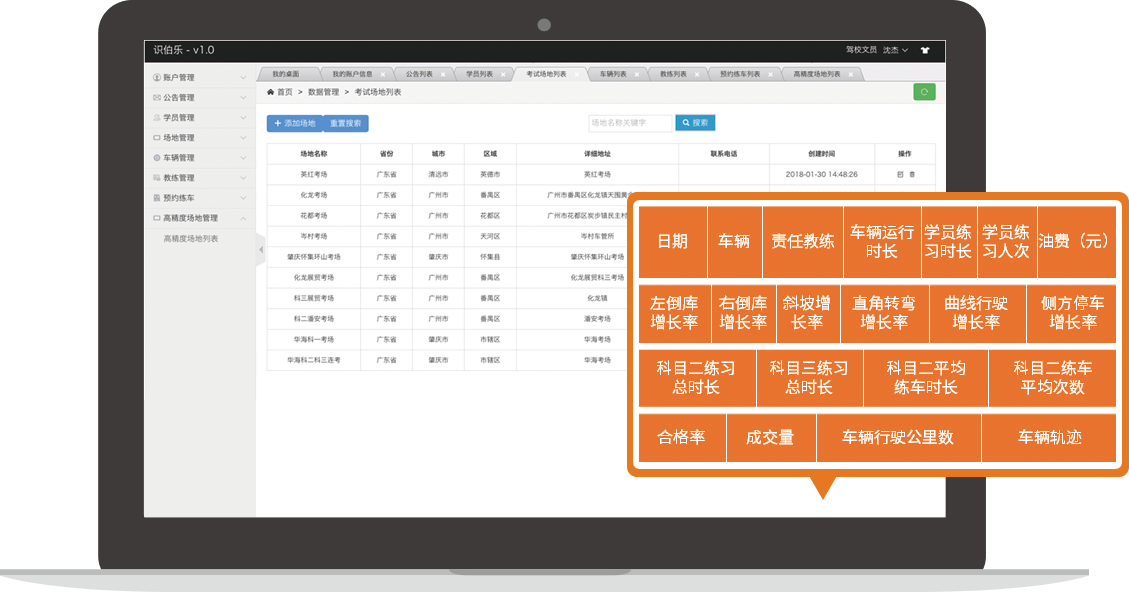 识伯乐 - v1.0
驾校文员 沈杰
账户管理
公告管理
学员管理
场地管理
车辆管理
教练管理
预约练车
高精度场地管理
高精度场地列表
我的桌面 我的账户信息 公告列表 学员列表 考试场地列表 车辆列表 教练列表 预约练车列表 高精度场地列表
首页 > 数据管理 > 考试场地列表
+ 添加场地 重置搜索 场地名称关键字 搜索
场地名称 省份 城市 区域 详细地址 联系电话 创建时间 操作
英红考场 广东省 清远市 英德市 英红考场 2018-01-30 14:48:26
化龙考场 广东省 广州市 番禺区 广州市番禺区化龙镇天围黄
花都考场 广东省 广州市 花都区 广州市花都区炭步镇民主村
岑村考场 广东省 广州市 天河区 岑村车管所
肇庆怀集环山考场 广东省 肇庆市 怀集县 肇庆怀集环山考场
化龙展贸考场 广东省 广州市 番禺区 化龙展贸科三考场
科三展贸考场 广东省 广州市 番禺区 化龙镇
科二潘安考场 广东省 广州市 番禺区 潘安考场
华海科一考场 广东省 肇庆市 市辖区 华海考场
华海科二科三连考 广东省 肇庆市 市辖区 华海考场
日期 车辆 责任教练 车辆运行时长 学员练习时长 学员练习人次 油费（元）
左倒库增长率 右倒库增长率 斜坡增长率 直角转弯增长率 曲线行驶增长率 侧方停车增长率
科目二练习总时长 科目三练习总时长 科目二平均练车时长 科目二练车平均次数
合格率 成交量 车辆行驶公里数 车辆轨迹